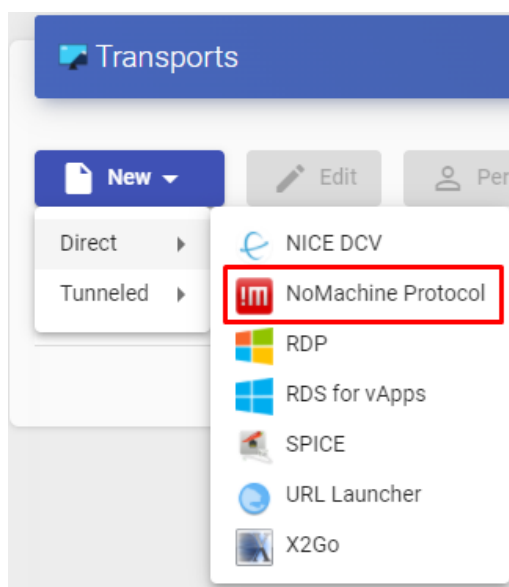 Transports
New
Edit
Per
Direct
Tunneled
NICE DCV
NoMachine Protocol
RDP
RDS for vApps
SPICE
URL Launcher
X2Go